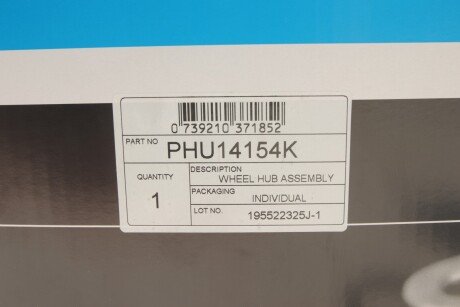 0 739210 371852
PART NO PHU14154K
QUANTITY 1
DESCRIPTION
WHEEL HUB ASSEMBLY
PACKAGING
INDIVIDUAL
LOT NO. 195522325J-1